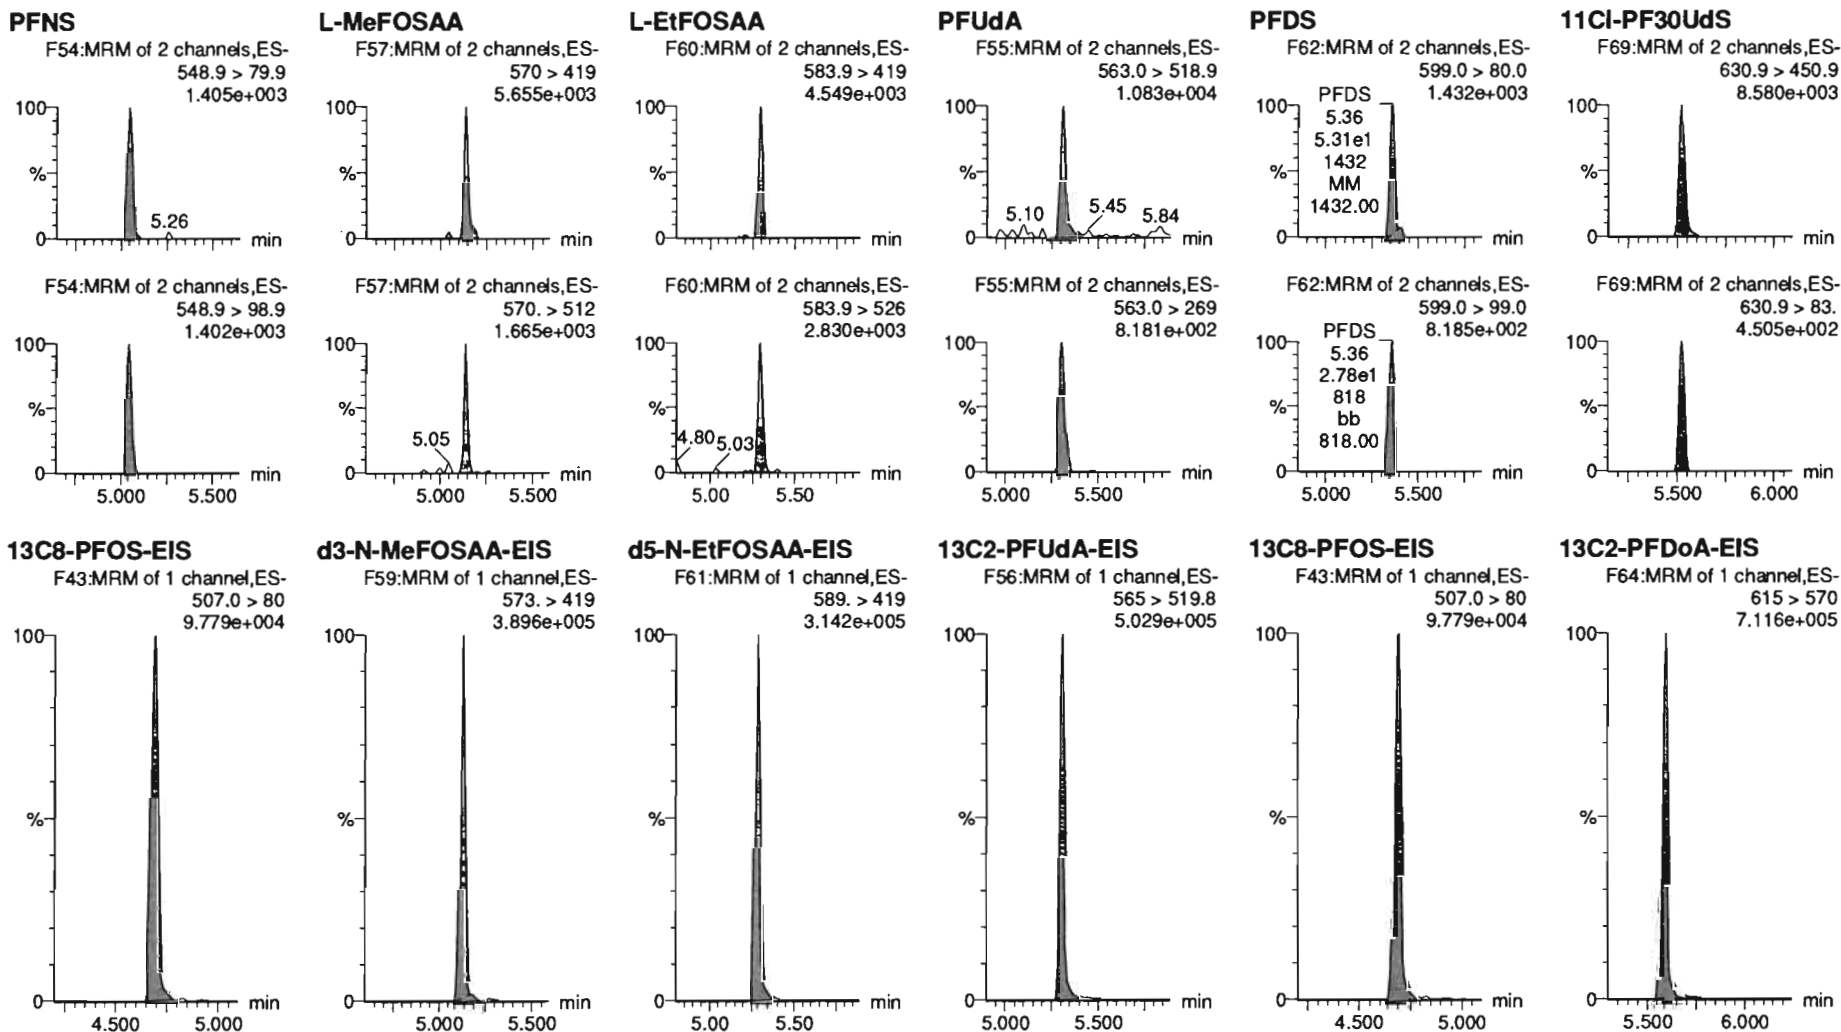 PFNS
F54:MRM of 2 channels,ES-
548.9 > 79.9
1.405e+003
100
%
5.26
0
min
F54:MRM of 2 channels,ES-
548.9 > 98.9
1.402e+003
100
%
0
min
5.000 5.500
L-MeFOSAA
F57:MRM of 2 channels,ES-
570 > 419
5.655e+003
100
%
0
min
F57:MRM of 2 channels,ES-
570. > 512
1.665e+003
100
%
5.05
0
min
5.000 5.500
L-EtFOSAA
F60:MRM of 2 channels,ES-
583.9 > 419
4.549e+003
100
%
0
min
F60:MRM of 2 channels,ES-
583.9 > 526
2.830e+003
100
%
4.80 5.03
0
min
5.00 5.50
PFUdA
F55:MRM of 2 channels,ES-
563.0 > 518.9
1.083e+004
100
%
5.10 5.45 5.84
0
min
F55:MRM of 2 channels,ES-
563.0 > 269
8.181e+002
100
%
0
min
5.000 5.500
PFDS
F62:MRM of 2 channels,ES-
599.0 > 80.0
1.432e+003
100
PFDS
5.36
5.31e1
1432
MM
1432.00
%
0
min
F62:MRM of 2 channels,ES-
599.0 > 99.0
8.185e+002
100
PFDS
5.36
2.78e1
818
bb
818.00
%
0
min
5.000 5.500
11Cl-PF30UdS
F69:MRM of 2 channels,ES-
630.9 > 450.9
8.580e+003
100
%
0
min
F69:MRM of 2 channels,ES-
630.9 > 83.
4.505e+002
100
%
0
min
5.500 6.000
13C8-PFOS-EIS
F43:MRM of 1 channel,ES-
507.0 > 80
9.779e+004
100
%
0
min
4.500 5.000
d3-N-MeFOSAA-EIS
F59:MRM of 1 channel,ES-
573. > 419
3.896e+005
100
%
0
min
5.000 5.500
d5-N-EtFOSAA-EIS
F61:MRM of 1 channel,ES-
589. > 419
3.142e+005
100
%
0
min
5.00 5.50
13C2-PFUdA-EIS
F56:MRM of 1 channel,ES-
565 > 519.8
5.029e+005
100
%
0
min
5.000 5.500
13C8-PFOS-EIS
F43:MRM of 1 channel,ES-
507.0 > 80
9.779e+004
100
%
0
min
4.500 5.000
13C2-PFDoA-EIS
F64:MRM of 1 channel,ES-
615 > 570
7.116e+005
100
%
0
min
5.500 6.000